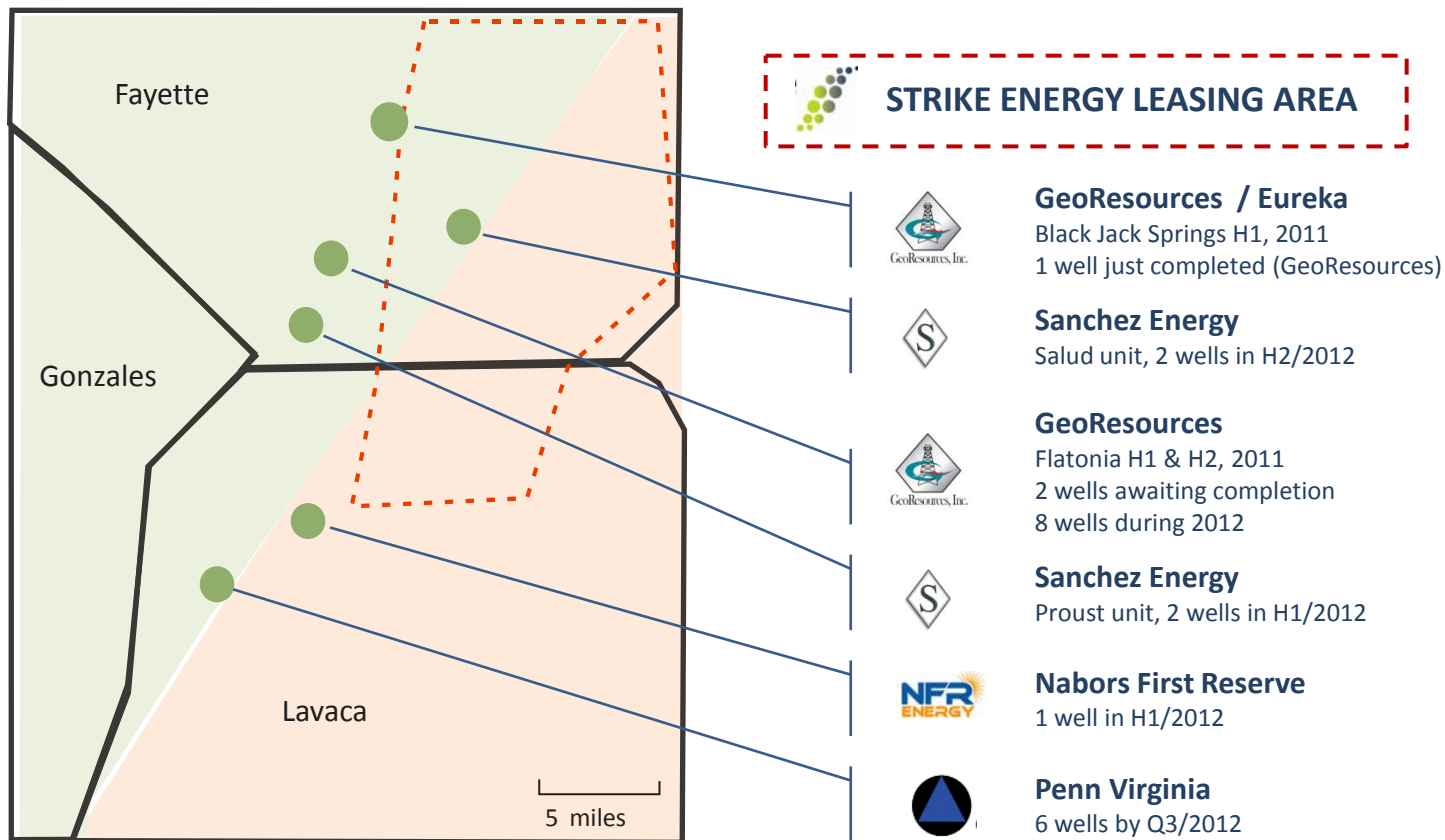 Fayette
Gonzales
Lavaca
5 miles
STRIKE ENERGY LEASING AREA
GeoResources, Inc.
GeoResources / Eureka
Black Jack Springs H1, 2011
1 well just completed (GeoResources)
S
Sanchez Energy
Salud unit, 2 wells in H2/2012
GeoResources, Inc.
GeoResources
Flatonia H1 & H2, 2011
2 wells awaiting completion
8 wells during 2012
S
Sanchez Energy
Proust unit, 2 wells in H1/2012
NFR
ENERGY
Nabors First Reserve
1 well in H1/2012
Penn Virginia
6 wells by Q3/2012